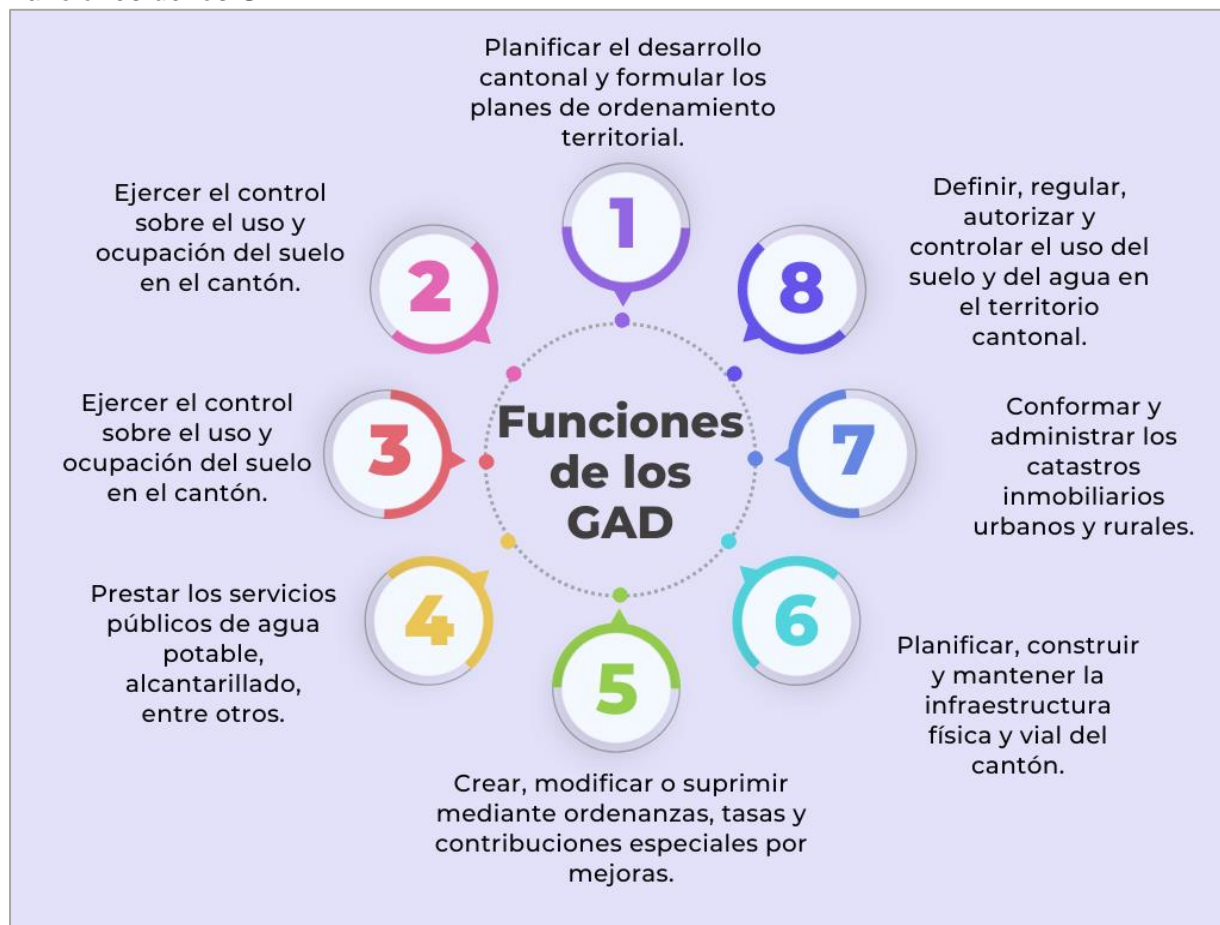 Planificar el desarrollo
cantonal y formular los
planes de ordenamiento
territorial.
1
Ejercer el control
sobre el uso y
ocupación del suelo
en el cantón.
2
Ejercer el control
sobre el uso y
ocupación del suelo
en el cantón.
3
Prestar los servicios
públicos de agua
potable,
alcantarillado,
entre otros.
4
Crear, modificar o suprimir
mediante ordenanzas, tasas y
contribuciones especiales por
mejoras.
5
Planificar, construir
y mantener la
infraestructura
física y vial del
cantón.
6
Conformar y
administrar los
catastros
inmobiliarios
urbanos y rurales.
7
Definir, regular,
autorizar y
controlar el uso del
suelo y del agua en
el territorio
cantonal.
8
Funciones
de los
GAD